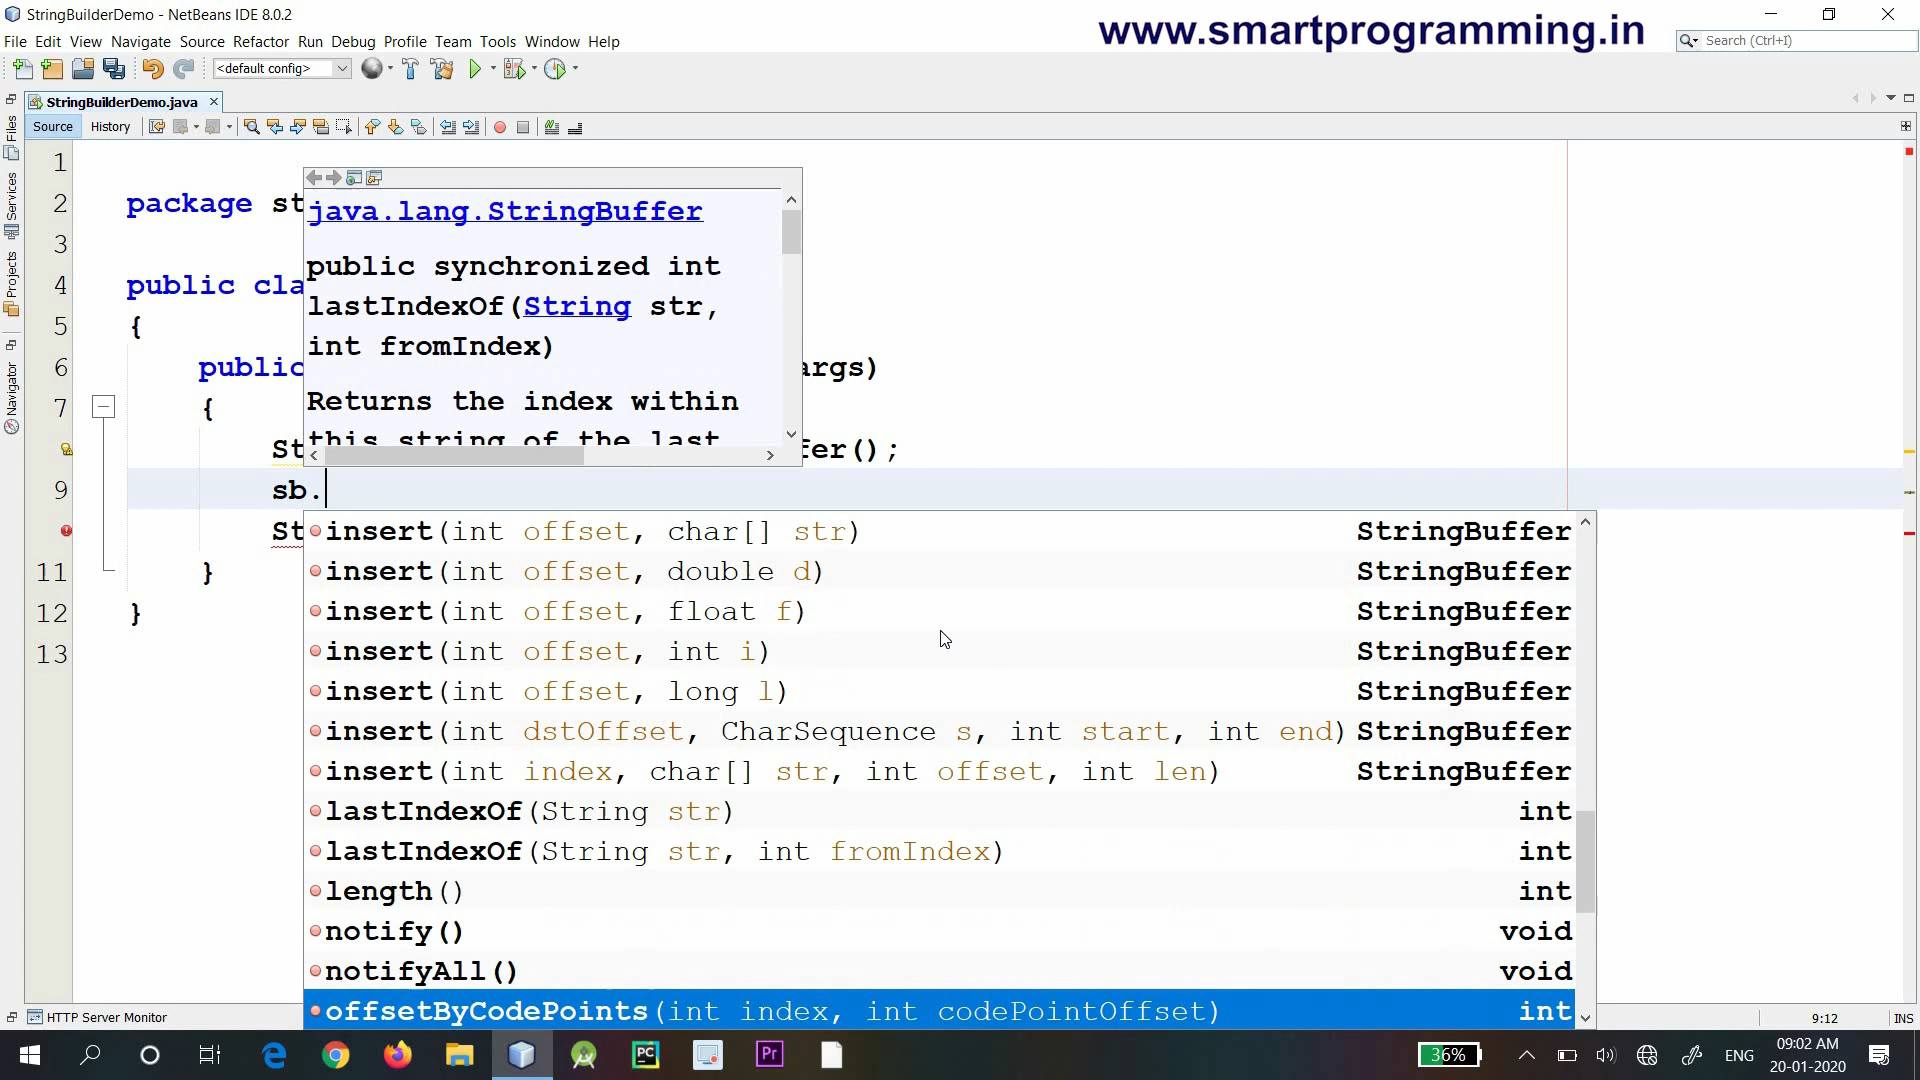 StringBuilderDemo - NetBeans IDE 8.0.2
www.smartprogramming.in
File Edit View Navigate Source Refactor Run Debug Profile Team Tools Window Help
Search (Ctrl+I)
<default config>
StringBuilderDemo.java
Source History
Files
Services
Projects
Navigator
1
2 package st
3
4 public cla
5 {
6 public args)
7 {
St fer();
9 sb.
St
11 }
12 }
13
java.lang.StringBuffer
public synchronized int
lastIndexOf(String str,
int fromIndex)
Returns the index within
this string of the last
insert(int offset, char[] str) StringBuffer
insert(int offset, double d) StringBuffer
insert(int offset, float f) StringBuffer
insert(int offset, int i) StringBuffer
insert(int offset, long l) StringBuffer
insert(int dstOffset, CharSequence s, int start, int end) StringBuffer
insert(int index, char[] str, int offset, int len) StringBuffer
lastIndexOf(String str) int
lastIndexOf(String str, int fromIndex) int
length() int
notify() void
notifyAll() void
offsetByCodePoints(int index, int codePointOffset) int
HTTP Server Monitor
9:12 INS
PC
Pr
36%
ENG
09:02 AM
20-01-2020